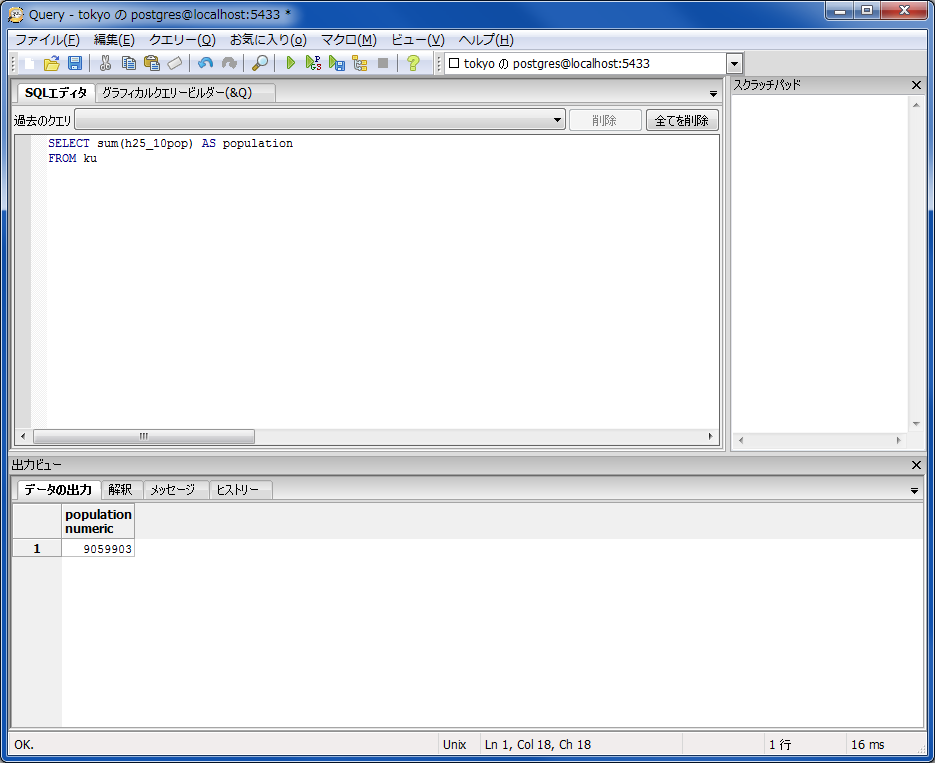 Query - tokyo の postgres@localhost:5433 *
ファイル(F) 編集(E) クエリー(Q) お気に入り(o) マクロ(M) ビュー(V) ヘルプ(H)
tokyo の postgres@localhost:5433
SQLエディタ グラフィカルクエリービルダー(&Q)
スクラッチパッド
過去のクエリ 削除 全てを削除
SELECT sum(h25_10pop) AS population
FROM ku
出力ビュー
データの出力 解釈 メッセージ ヒストリー
population
numeric
1 9059903
OK. Unix Ln 1, Col 18, Ch 18 1 行 16 ms